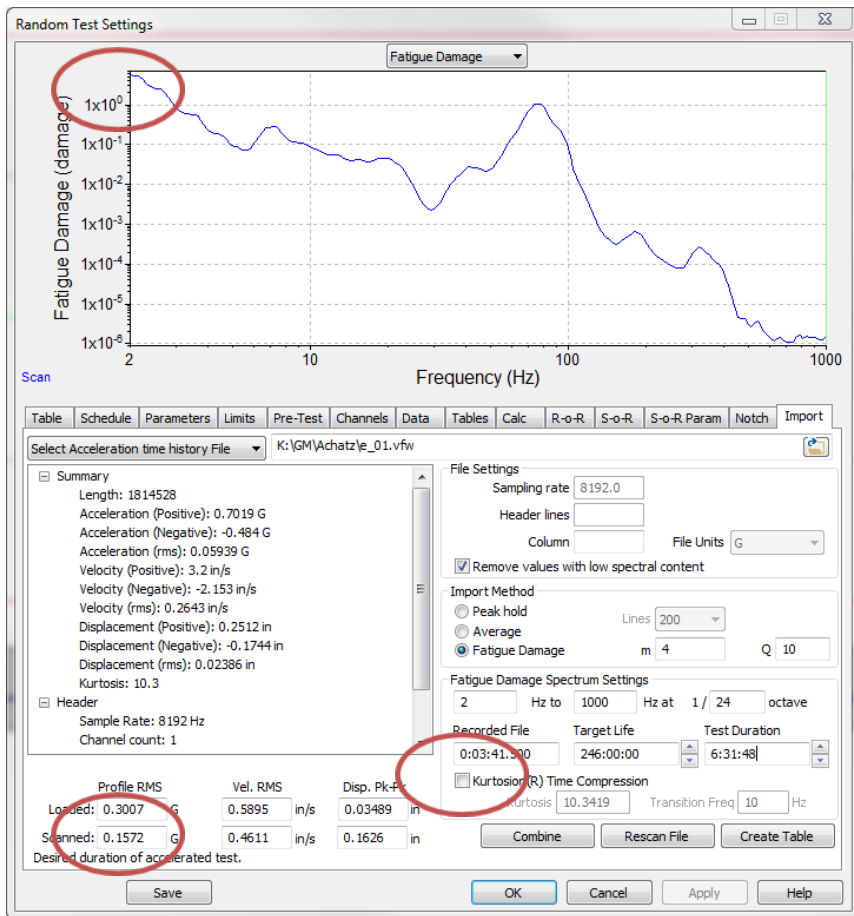 Random Test Settings
Fatigue Damage
Fatigue Damage (damage)
1x10⁰
1x10⁻¹
1x10⁻²
1x10⁻³
1x10⁻⁴
1x10⁻⁵
1x10⁻⁶
2 10 100 1000
Scan
Frequency (Hz)
Table Schedule Parameters Limits Pre-Test Channels Data Tables Calc R-o-R S-o-R S-o-R Param Notch Import
Select Acceleration time history File K:\GM\Achatz\e_01.vfw
Summary
Length: 1814528
Acceleration (Positive): 0.7019 G
Acceleration (Negative): -0.484 G
Acceleration (rms): 0.05939 G
Velocity (Positive): 3.2 in/s
Velocity (Negative): -2.153 in/s
Velocity (rms): 0.2643 in/s
Displacement (Positive): 0.2512 in
Displacement (Negative): -0.1744 in
Displacement (rms): 0.02386 in
Kurtosis: 10.3
Header
Sample Rate: 8192 Hz
Channel count: 1
File Settings
Sampling rate 8192.0
Header lines
Column File Units G
Remove values with low spectral content
Import Method
Peak hold
Lines 200
Average
Fatigue Damage m 4 Q 10
Fatigue Damage Spectrum Settings
2 Hz to 1000 Hz at 1 / 24 octave
Recorded File Target Life Test Duration
0:03:41.500 246:00:00 6:31:48
Kurtosion(R) Time Compression
Kurtosis 10.3419 Transition Freq 10 Hz
Profile RMS Vel. RMS Disp. Pk-Pk
Loaded: 0.3007 G 0.5895 in/s 0.03489 in
Scanned: 0.1572 G 0.4611 in/s 0.1626 in
Combine Rescan File Create Table
Desired duration of accelerated test.
Save OK Cancel Apply Help